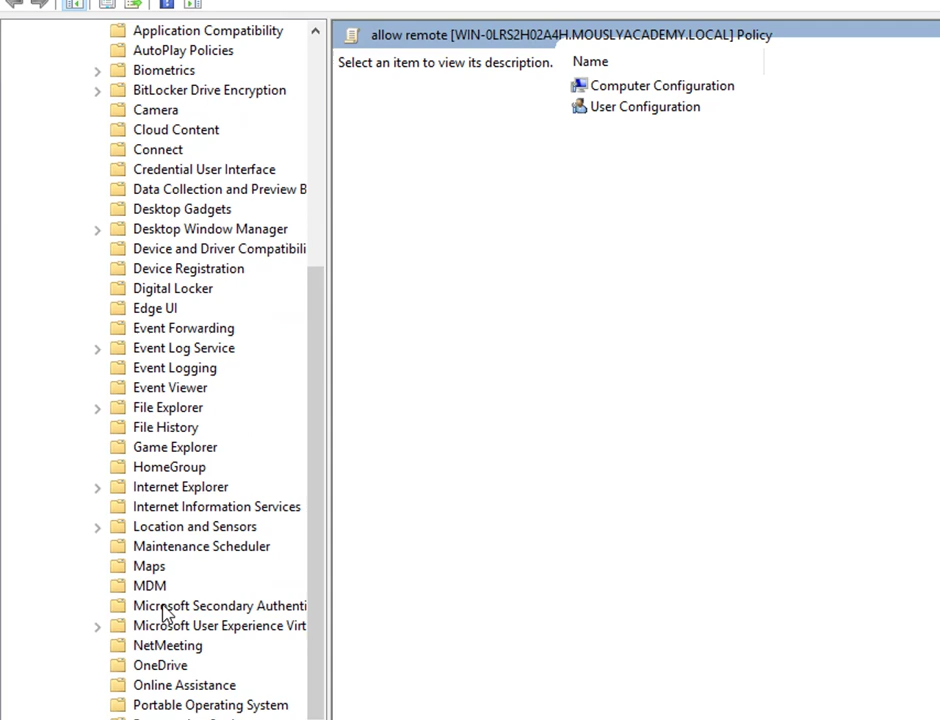 Application Compatibility
AutoPlay Policies
Biometrics
BitLocker Drive Encryption
Camera
Cloud Content
Connect
Credential User Interface
Data Collection and Preview B
Desktop Gadgets
Desktop Window Manager
Device and Driver Compatibili
Device Registration
Digital Locker
Edge UI
Event Forwarding
Event Log Service
Event Logging
Event Viewer
File Explorer
File History
Game Explorer
HomeGroup
Internet Explorer
Internet Information Services
Location and Sensors
Maintenance Scheduler
Maps
MDM
Microsoft Secondary Authenti
Microsoft User Experience Virt
NetMeeting
OneDrive
Online Assistance
Portable Operating System
allow remote [WIN-0LRS2H02A4H.MOUSLYACADEMY.LOCAL] Policy
Select an item to view its description.
Name
Computer Configuration
User Configuration